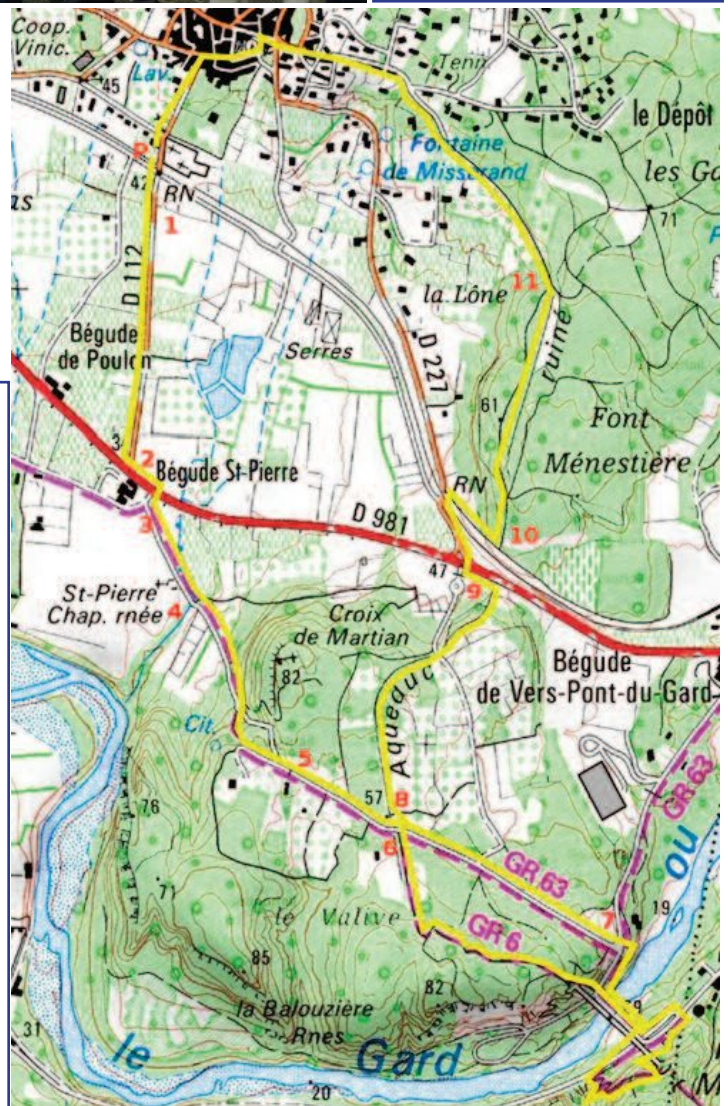 Coop.
Vinic.
45
Lav.
Tenn
le Dépôt
Fontaine
de Misserand
les Ga
P
42
RN
71
1
as
D 112
la Lône
11
ruiné
Bégude
de Poulon
Serres
D 227
61
Font
Ménestière
2
Bégude St-Pierre
RN
3
D 981
10
47
9
St-Pierre
Chap. rnée
4
Croix
de Martian
82
Bégude
de Vers-Pont-du-Gard
Aqueduc
Cit.
5
GR 63
76
57
8
6
GR 63
ou
7
19
71
le Valive
GR 6
85
82
la Balouzière
Rnes
31
le
Gard
20
M